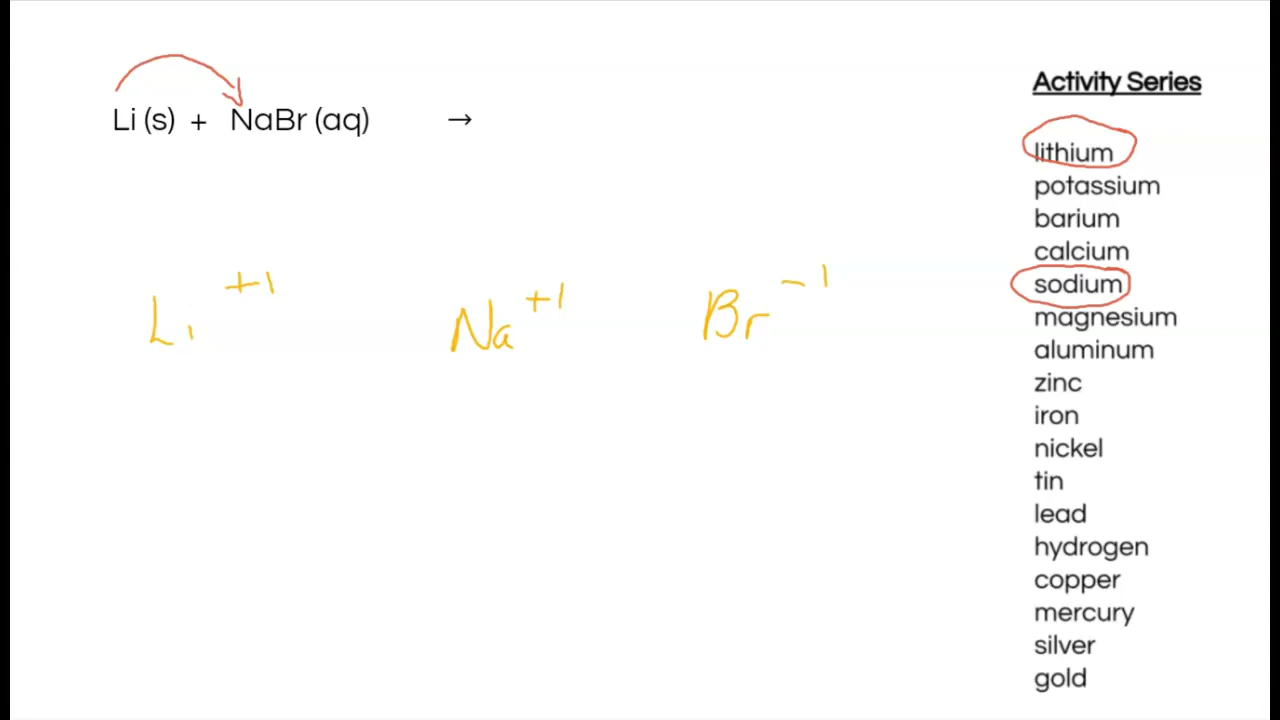 Li (s) + NaBr (aq) →
Activity Series
lithium
potassium
barium
calcium
sodium
magnesium
aluminum
zinc
iron
nickel
tin
lead
hydrogen
copper
mercury
silver
gold
Li +1 Na +1 Br -1